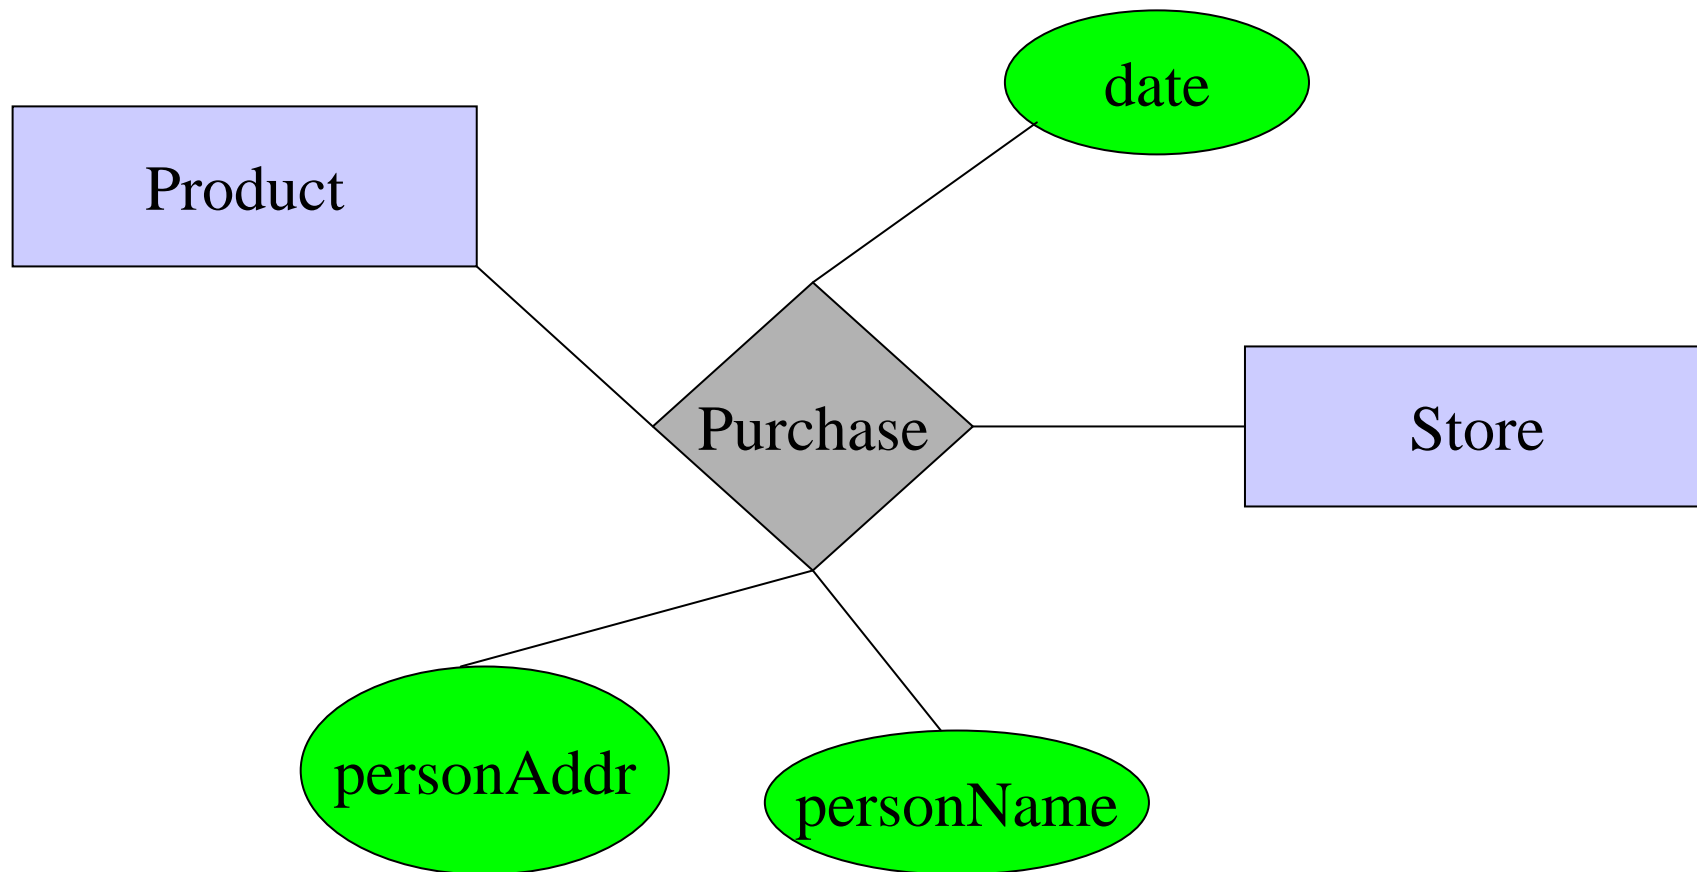 date
Product
Purchase
Store
personAddr
personName